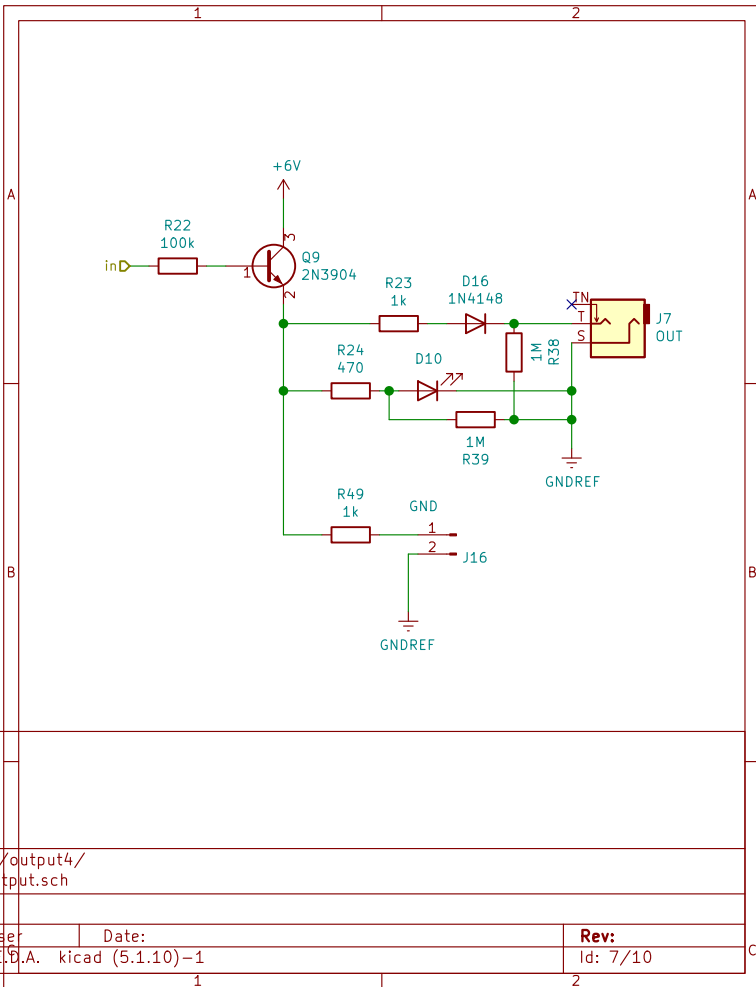 1
2
+6V
A
A
R22
100k
3
in
Q9
2N3904
1
2
R23
1k
D16
1N4148
TN
T
J7
S
OUT
1M
R38
R24
470
D10
1M
R39
GNDREF
R49
1k
GND
1
2
J16
B
B
GNDREF
/output4/
tput.sch
ser
Date:
Rev:
.D.A. kicad (5.1.10)-1
Id: 7/10
C
1
2